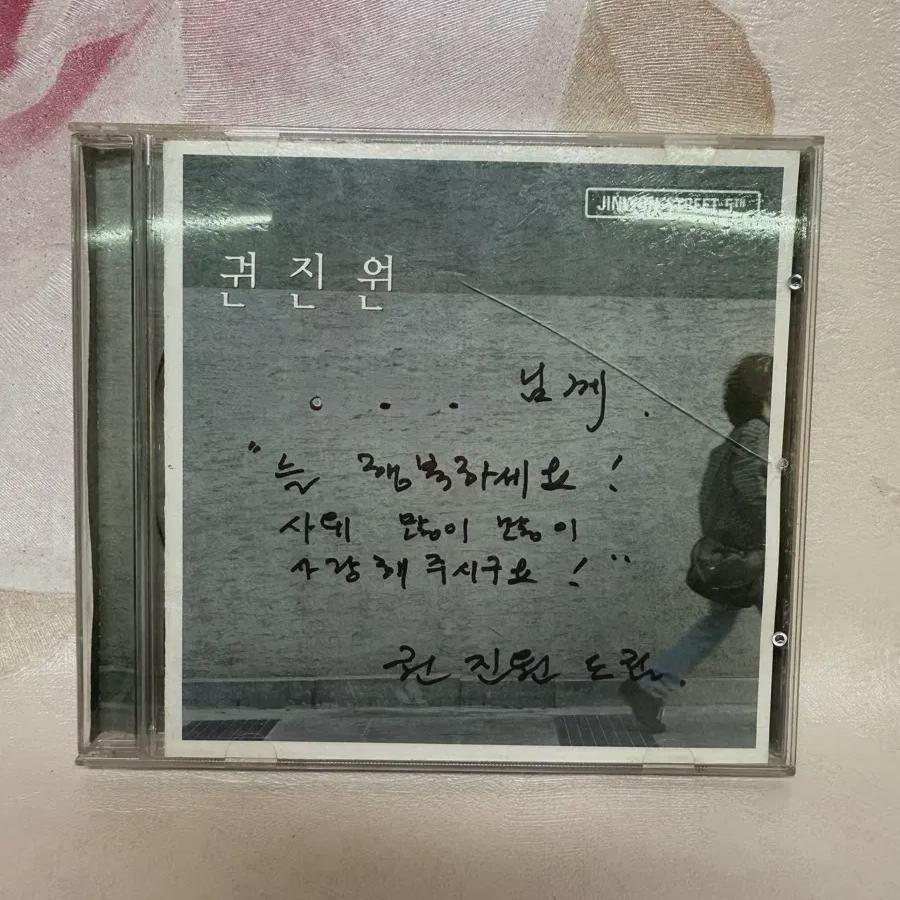 JINWON STREET 5TH
권진원
. . . 님께.
"늘 행복하세요!
사뭐 많이 많이
사랑해 주시구요!"
권진원 드림.